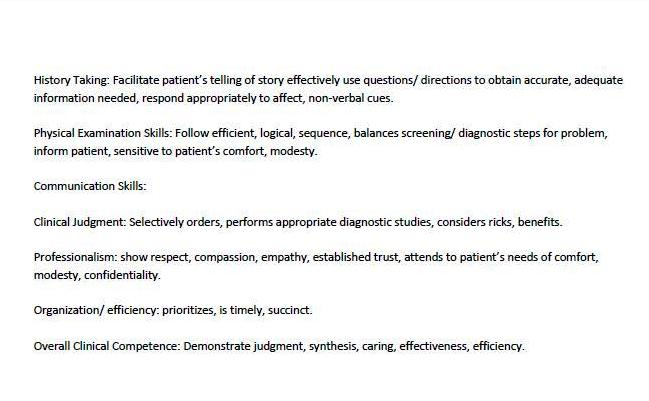 History Taking: Facilitate patient's telling of story effectively use questions/ directions to obtain accurate, adequate
information needed, respond appropriately to affect, non-verbal cues.
Physical Examination Skills: Follow efficient, logical, sequence, balances screening/ diagnostic steps for problem,
inform patient, sensitive to patient's comfort, modesty.
Communication Skills:
Clinical Judgment: Selectively orders, performs appropriate diagnostic studies, considers ricks, benefits.
Professionalism: show respect, compassion, empathy, established trust, attends to patient's needs of comfort,
modesty, confidentiality.
Organization/ efficiency: prioritizes, is timely, succinct.
Overall Clinical Competence: Demonstrate judgment, synthesis, caring, effectiveness, efficiency.